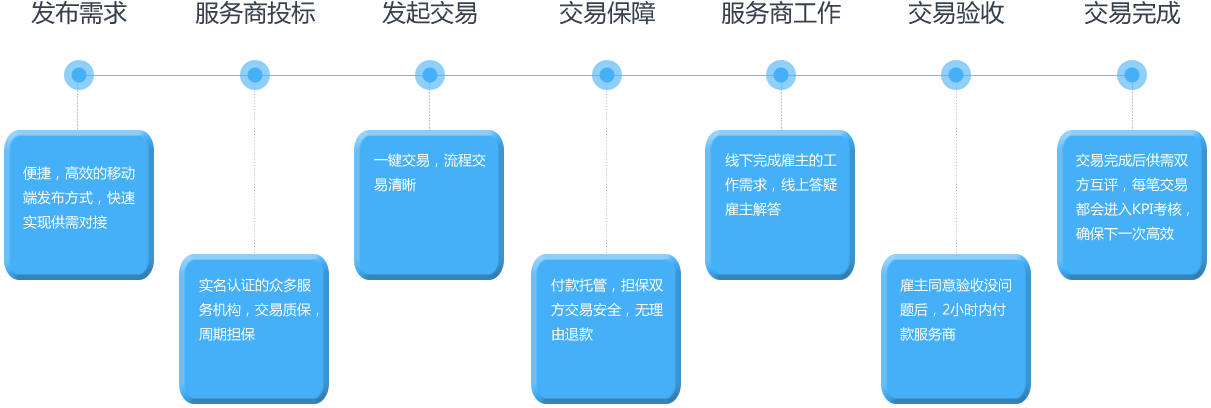 发布需求
服务商投标
发起交易
交易保障
服务商工作
交易验收
交易完成
便捷，高效的移动
端发布方式，快速
实现供需对接
实名认证的众多服
务机构，交易质保，
周期担保
一键交易，流程交
易清晰
付款托管，担保双
方交易安全，无理
由退款
线下完成雇主的工
作需求，线上答疑
雇主解答
雇主同意验收没问
题后，2小时内付
款服务商
交易完成后供需双
方互评，每笔交易
都会进入KPI考核，
确保下一次高效